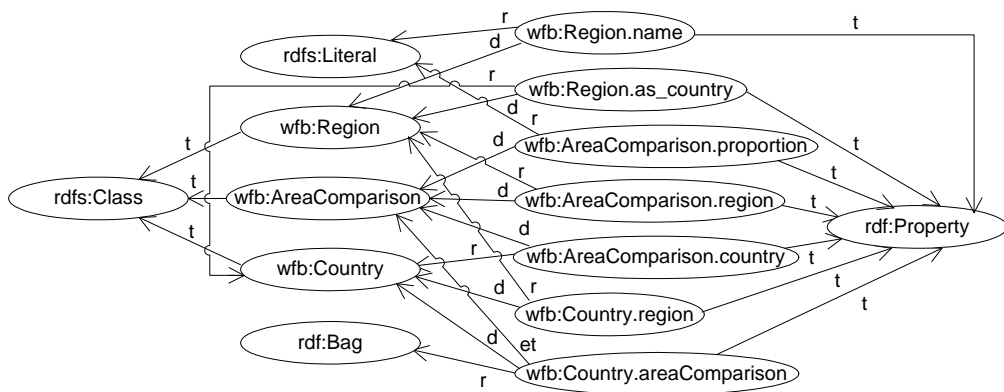 r
wfb:Region.name
t
d
rdfs:Literal
r
wfb:Region.as_country
d
r
t
wfb:Region
d
wfb:AreaComparison.proportion
t
t
r
rdfs:Class
t
wfb:AreaComparison
d
wfb:AreaComparison.region
t
rdf:Property
d
t
r
wfb:AreaComparison.country
t
wfb:Country
d
r
t
wfb:Country.region
t
rdf:Bag
d
et
r
wfb:Country.areaComparison